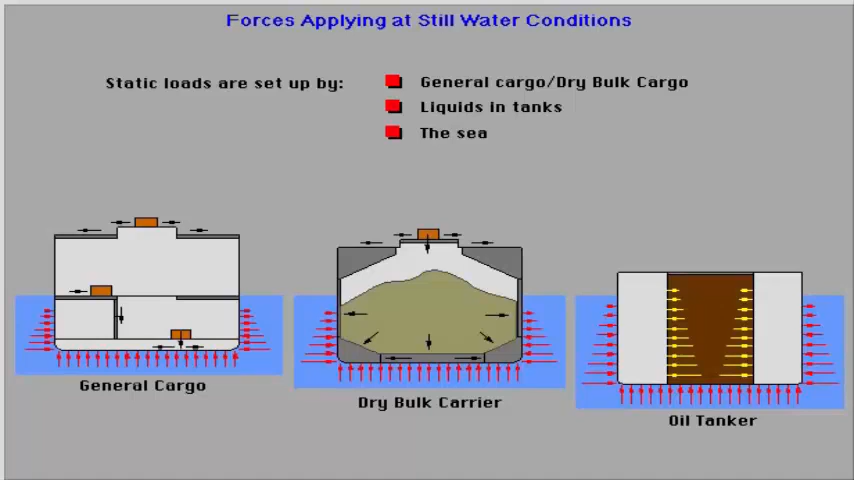 Forces Applying at Still Water Conditions
Static loads are set up by:
General cargo/Dry Bulk Cargo
Liquids in tanks
The sea
General Cargo
Dry Bulk Carrier
Oil Tanker